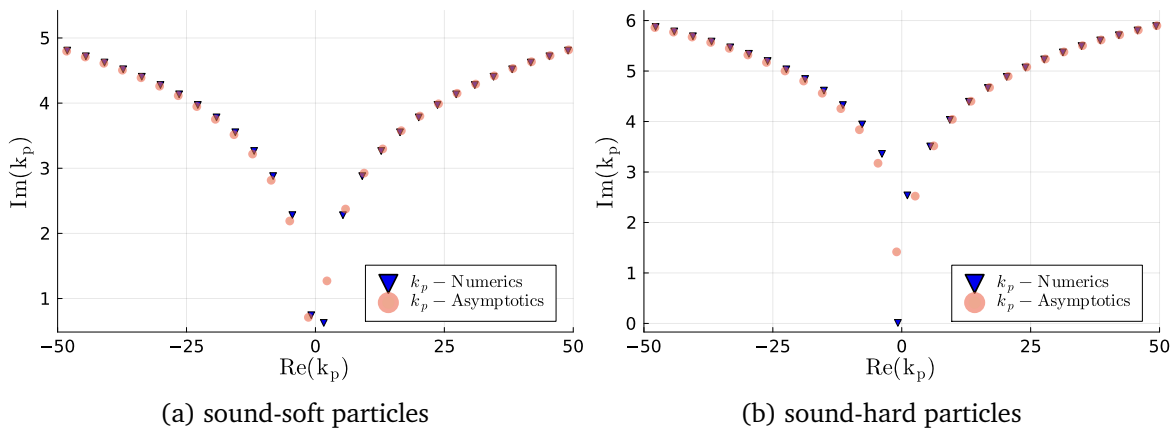 5
4
3
2
1
Im(k_p)
−50
−25
0
25
50
Re(k_p)
k_p − Numerics
k_p − Asymptotics
(a) sound-soft particles
6
5
4
3
2
1
0
Im(k_p)
−50
−25
0
25
50
Re(k_p)
k_p − Numerics
k_p − Asymptotics
(b) sound-hard particles